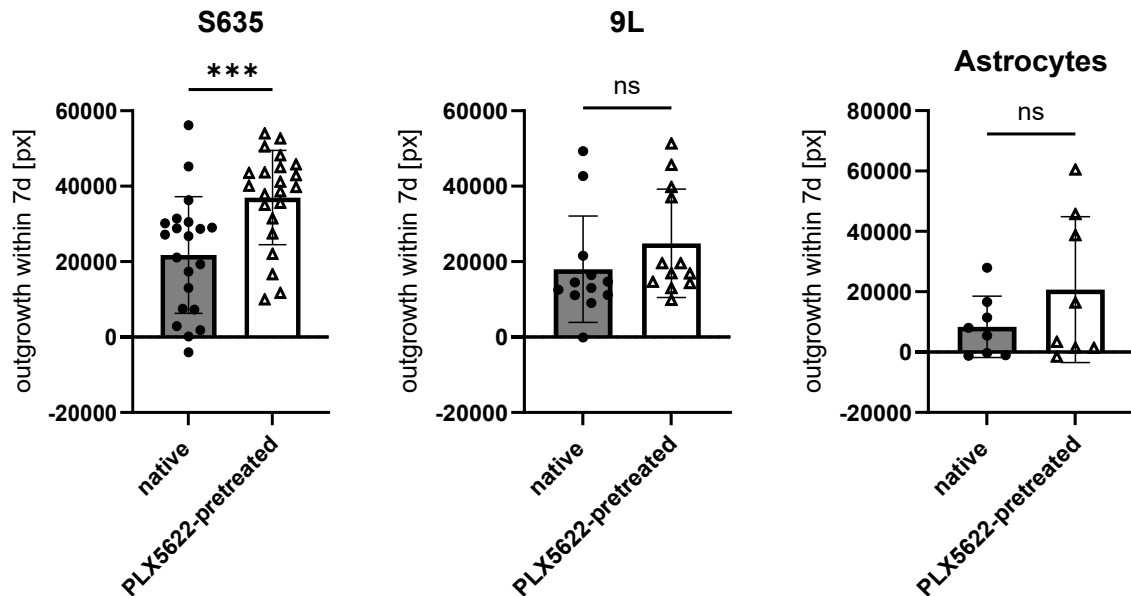 S635
***
outgrowth within 7d [px]
60000
40000
20000
0
-20000
native
PLX5622-pretreated
9L
ns
outgrowth within 7d [px]
60000
40000
20000
0
-20000
native
PLX5622-pretreated
Astrocytes
ns
outgrowth within 7d [px]
80000
60000
40000
20000
0
-20000
native
PLX5622-pretreated